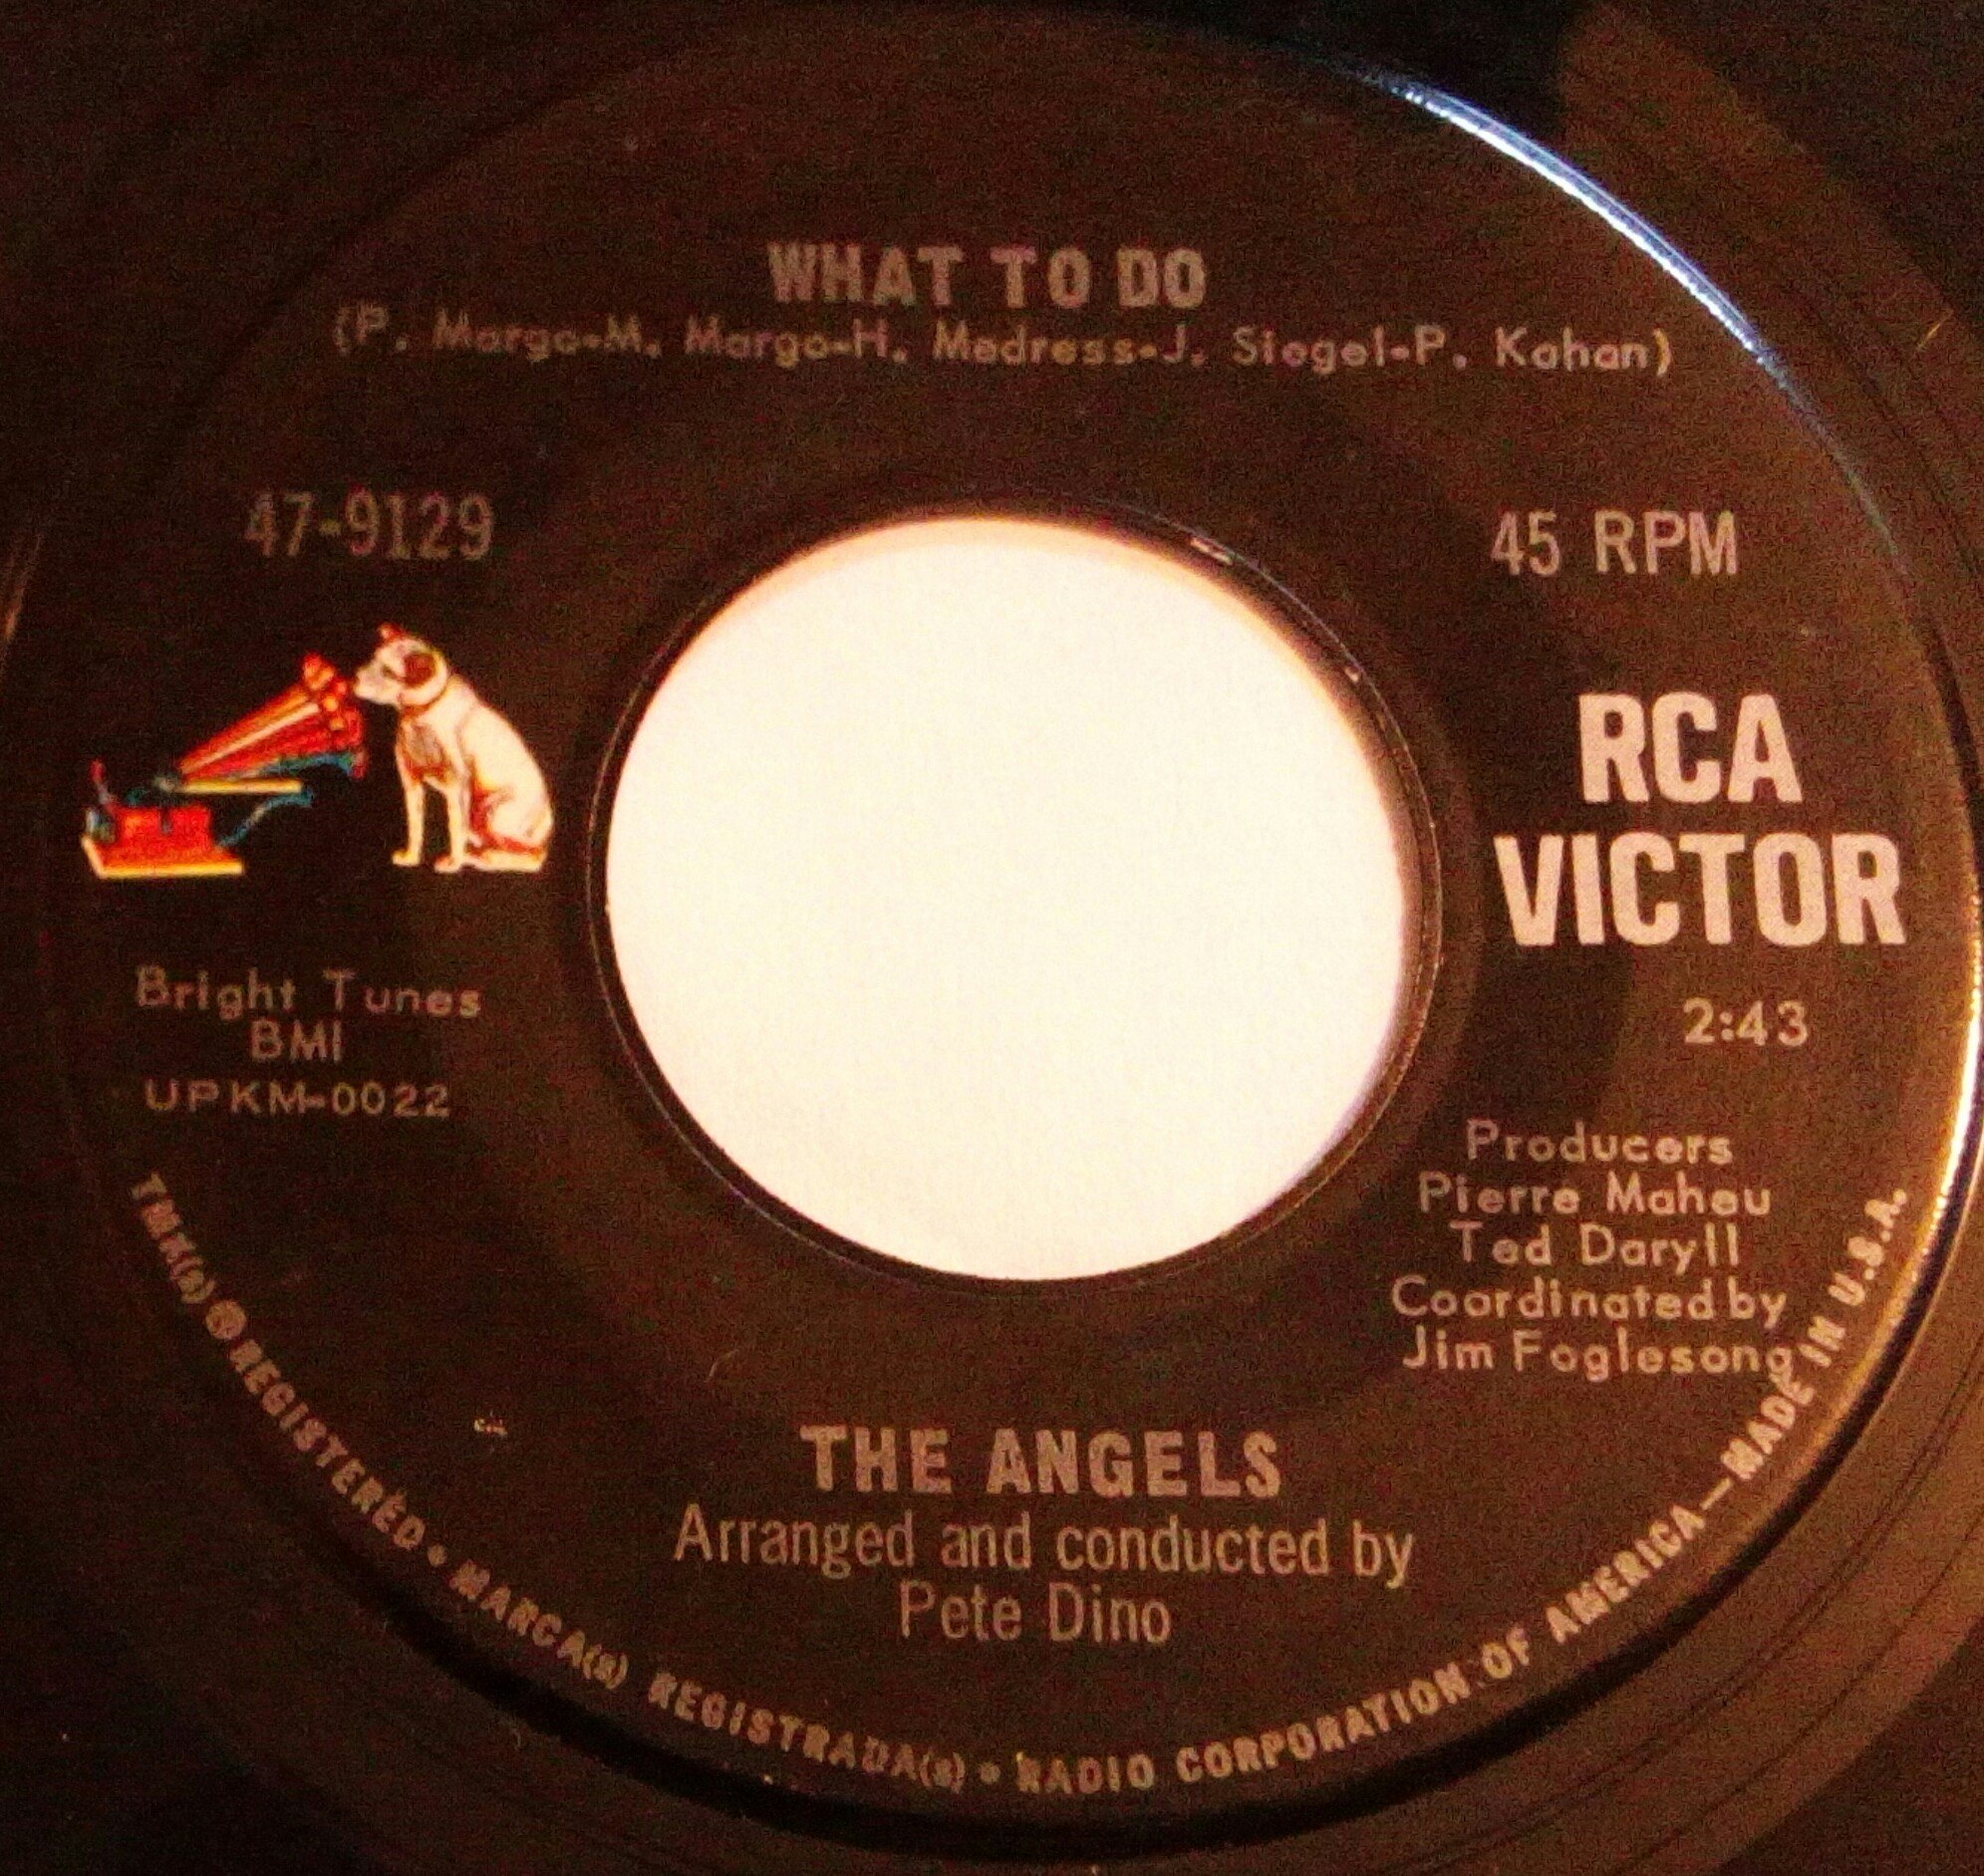 WHAT TO DO
(P. Margo-M. Margo-H. Medress-J. Siegel-P. Kahan)
47-9129
45 RPM
RCA
VICTOR
Bright Tunes
BMI
UPKM-0022
2:43
Producers
Pierre Maheu
Ted Daryll
Coordinated by
Jim Foglesong
THE ANGELS
Arranged and conducted by
Pete Dino
TMK(s) ® REGISTERED • MARCA(s) REGISTRADA(s) • RADIO CORPORATION OF AMERICA—MADE IN U.S.A.